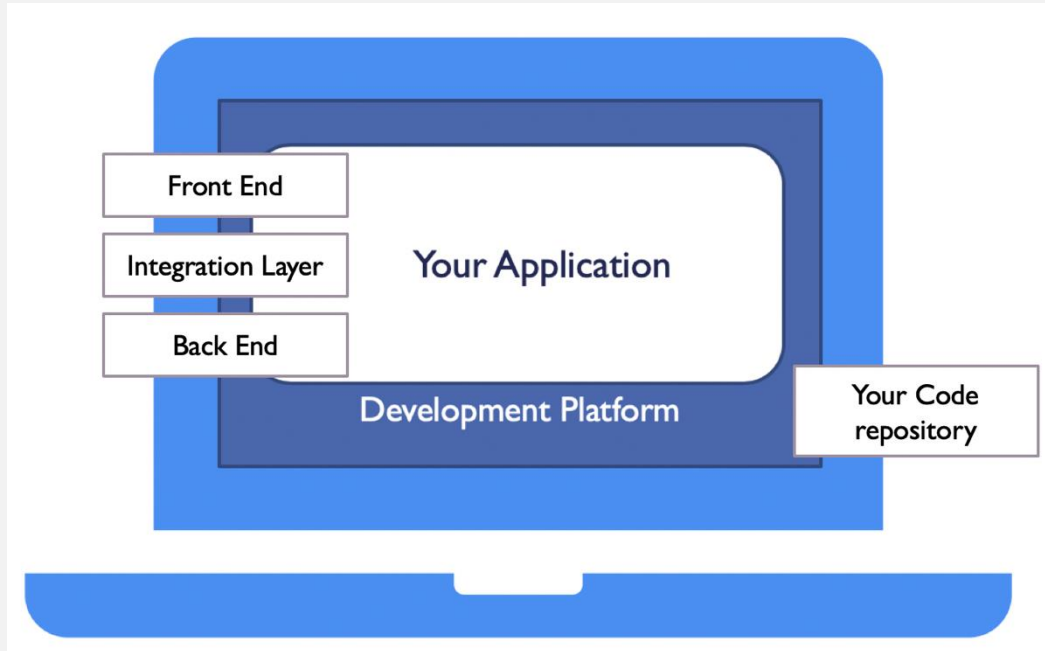 Front End
Integration Layer
Your Application
Back End
Development Platform
Your Code
repository